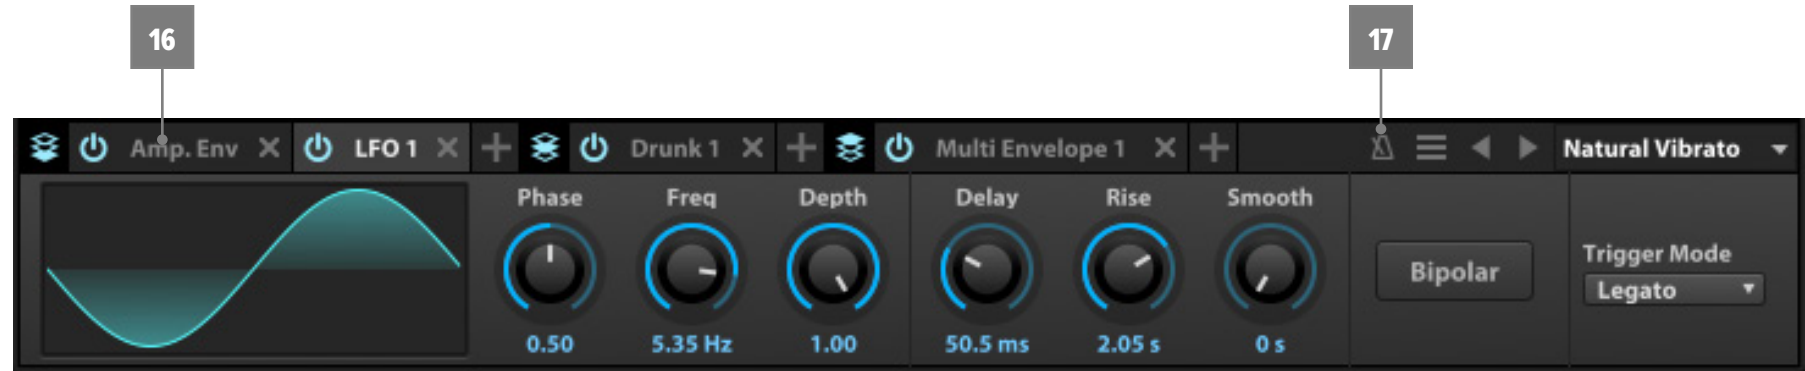 16
17
Amp. Env
LFO 1
Drunk 1
Multi Envelope 1
Natural Vibrato
Phase
Freq
Depth
Delay
Rise
Smooth
Trigger Mode
Bipolar
Legato
0.50
5.35 Hz
1.00
50.5 ms
2.05 s
0 s